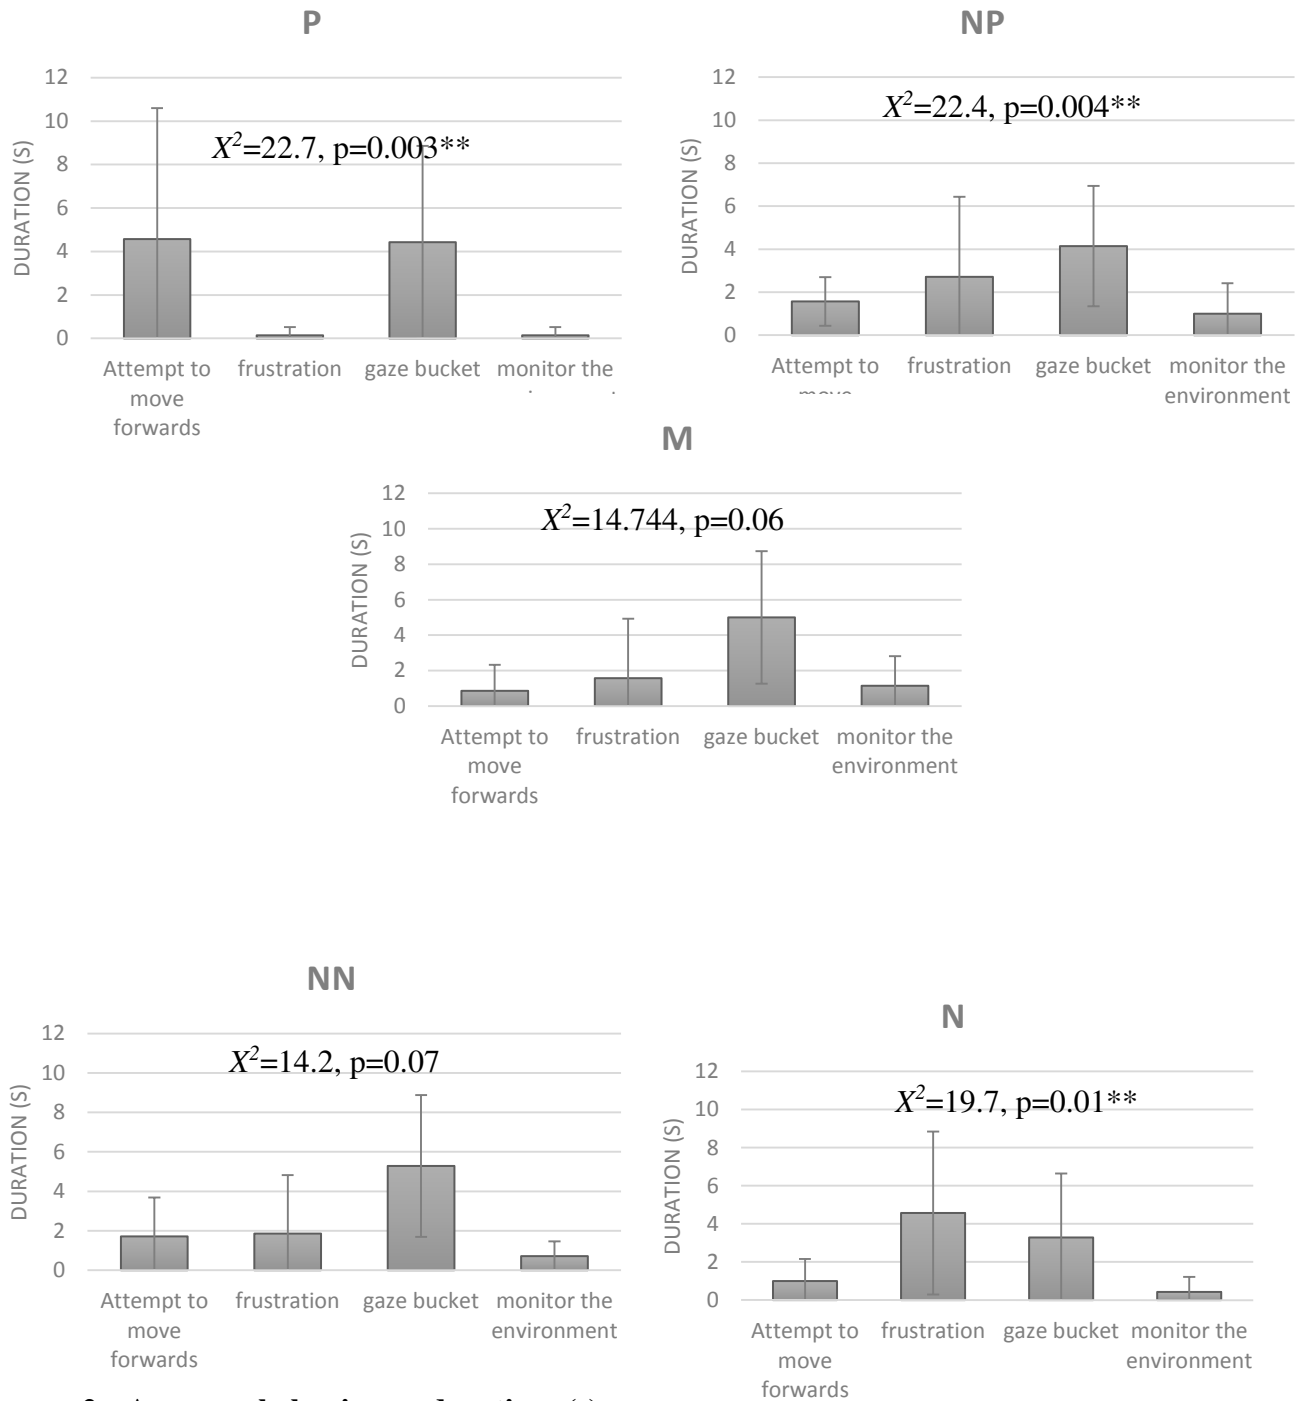 P
12
10
8
6
4
2
0
DURATION (S)
X²=22.7, p=0.003**
Attempt to move forwards
frustration
gaze bucket
monitor the
NP
12
10
8
6
4
2
0
DURATION (S)
X²=22.4, p=0.004**
Attempt to
frustration
gaze bucket
monitor the environment
M
12
10
8
6
4
2
0
DURATION (S)
X²=14.744, p=0.06
Attempt to move forwards
frustration
gaze bucket
monitor the environment
NN
12
10
8
6
4
2
0
DURATION (S)
X²=14.2, p=0.07
Attempt to move forwards
frustration
gaze bucket
monitor the environment
N
12
10
8
6
4
2
0
DURATION (S)
X²=19.7, p=0.01**
Attempt to move forwards
frustration
gaze bucket
monitor the environment